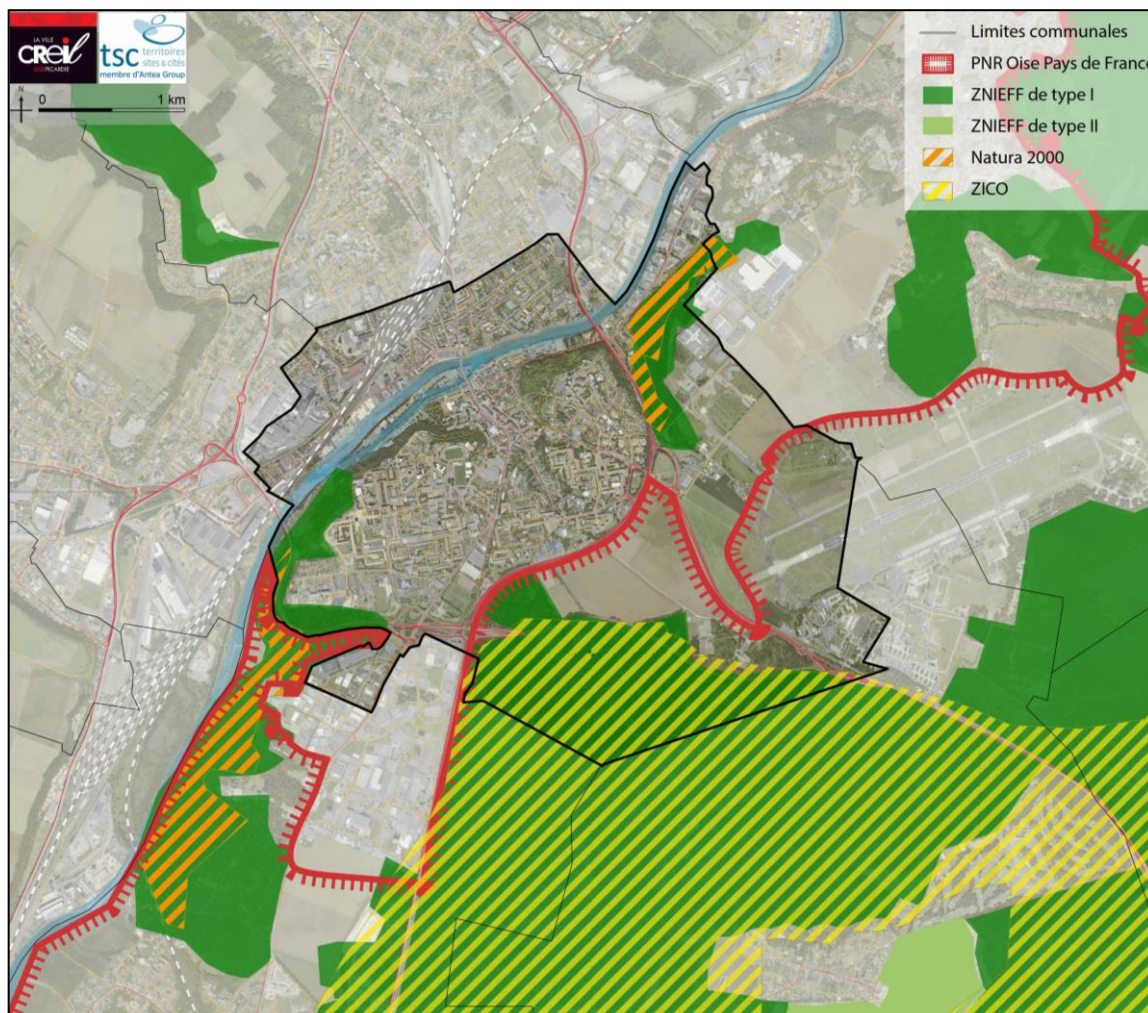 LA VILLE
CREIL
OISE PICARDIE
tsc territoires
sites & cités
membre d'Antea Group
N
0 1 km
Limites communales
PNR Oise Pays de France
ZNIEFF de type I
ZNIEFF de type II
Natura 2000
ZICO